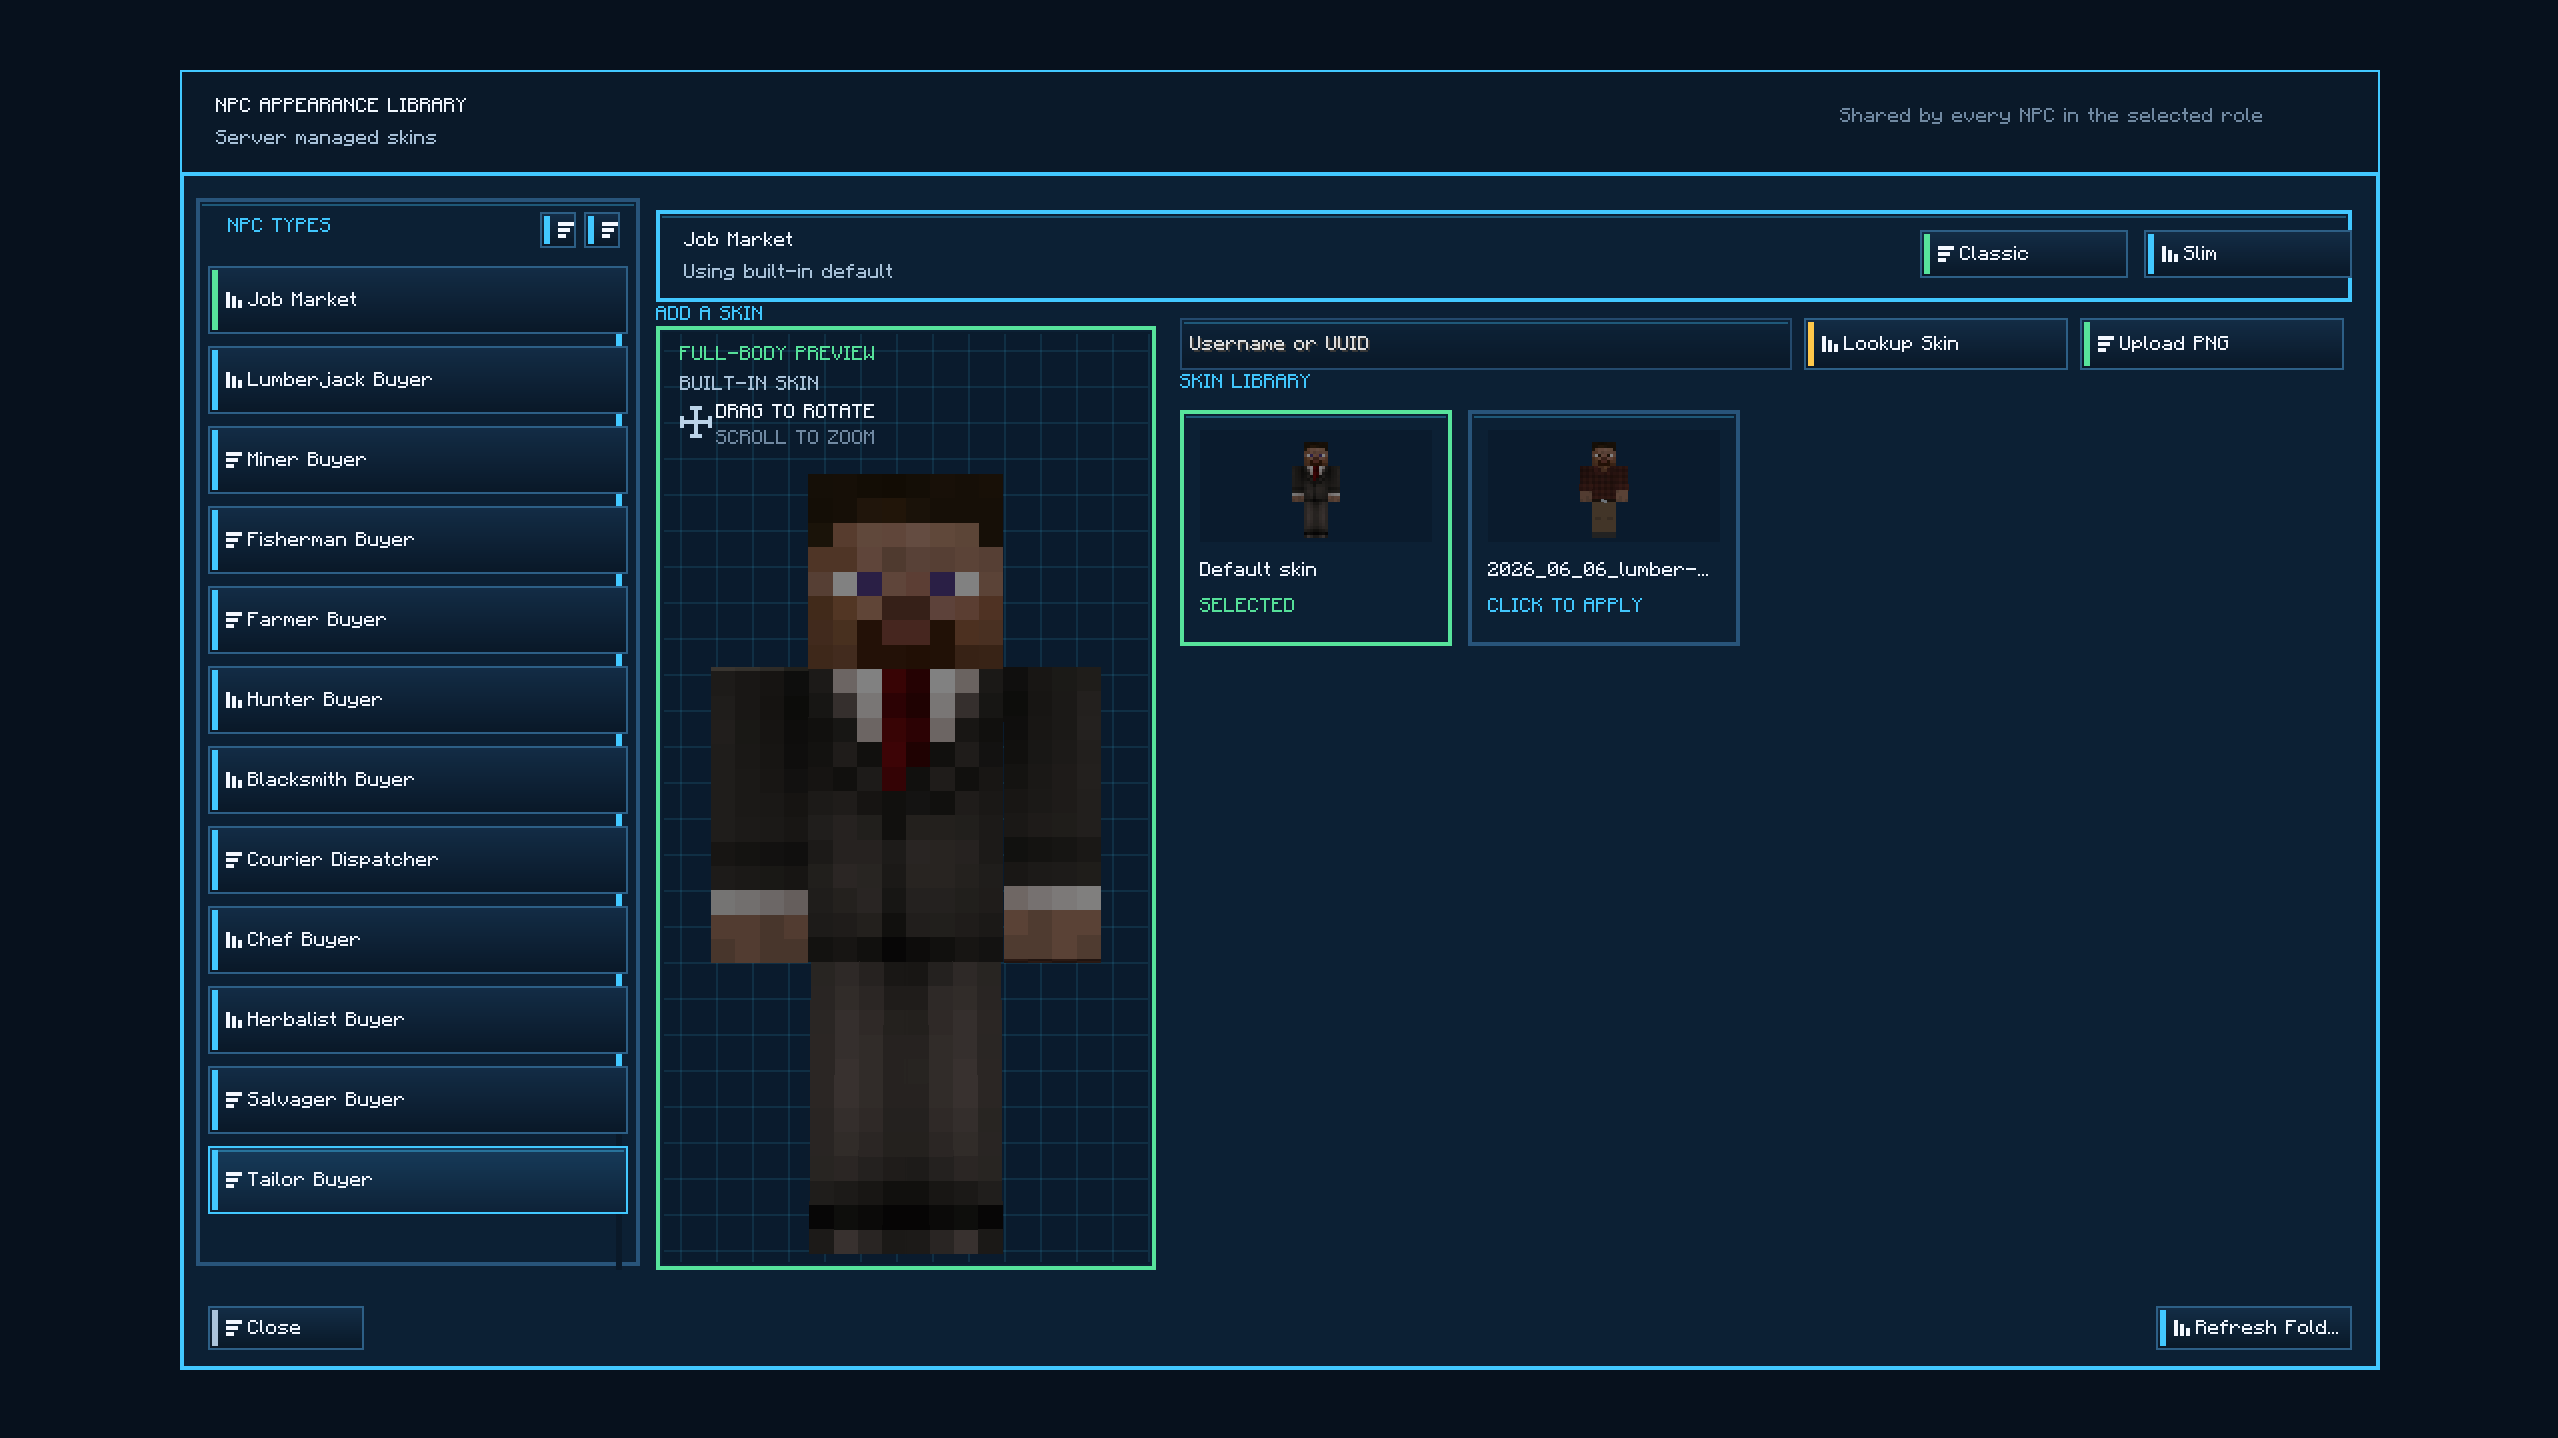 NPC APPEARANCE LIBRARY
Server managed skins
Shared by every NPC in the selected role
NPC TYPES
Job Market
Lumberjack Buyer
Miner Buyer
Fisherman Buyer
Farmer Buyer
Hunter Buyer
Blacksmith Buyer
Courier Dispatcher
Chef Buyer
Herbalist Buyer
Salvager Buyer
Tailor Buyer
Job Market
Using built-in default
Classic
Slim
ADD A SKIN
FULL-BODY PREVIEW
BUILT-IN SKIN
DRAG TO ROTATE
SCROLL TO ZOOM
Username or UUID
Lookup Skin
Upload PNG
SKIN LIBRARY
Default skin
SELECTED
2026_06_06_lumber-...
CLICK TO APPLY
Close
Refresh Fold...